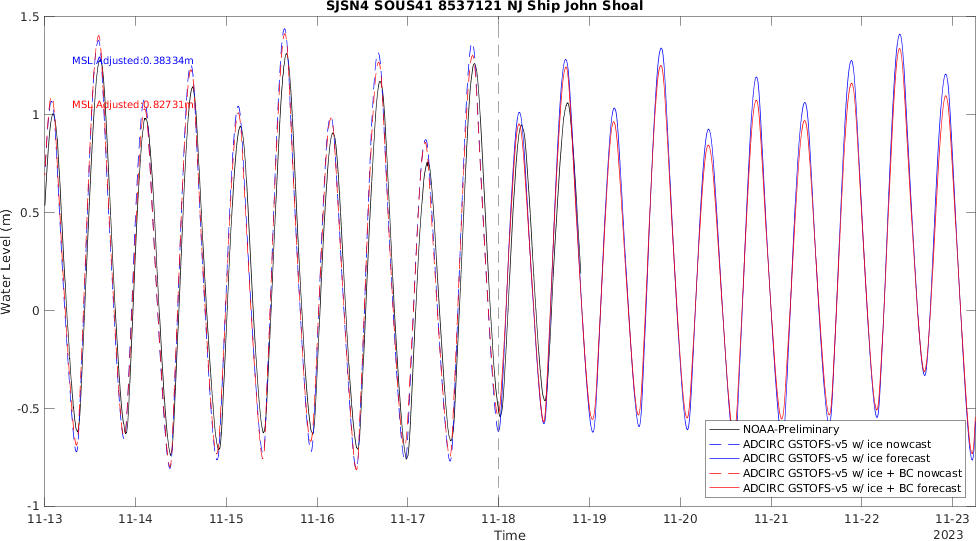 SJSN4 SOUS41 8537121 NJ Ship John Shoal
1.5
MSL Adjusted:0.38334m
MSL Adjusted:0.82731m
1
0.5
0
-0.5
-1
Water Level (m)
NOAA-Preliminary
ADCIRC GSTOFS-v5 w/ ice nowcast
ADCIRC GSTOFS-v5 w/ ice forecast
ADCIRC GSTOFS-v5 w/ ice + BC nowcast
ADCIRC GSTOFS-v5 w/ ice + BC forecast
11-13 11-14 11-15 11-16 11-17 11-18 11-19 11-20 11-21 11-22 11-23
Time
2023